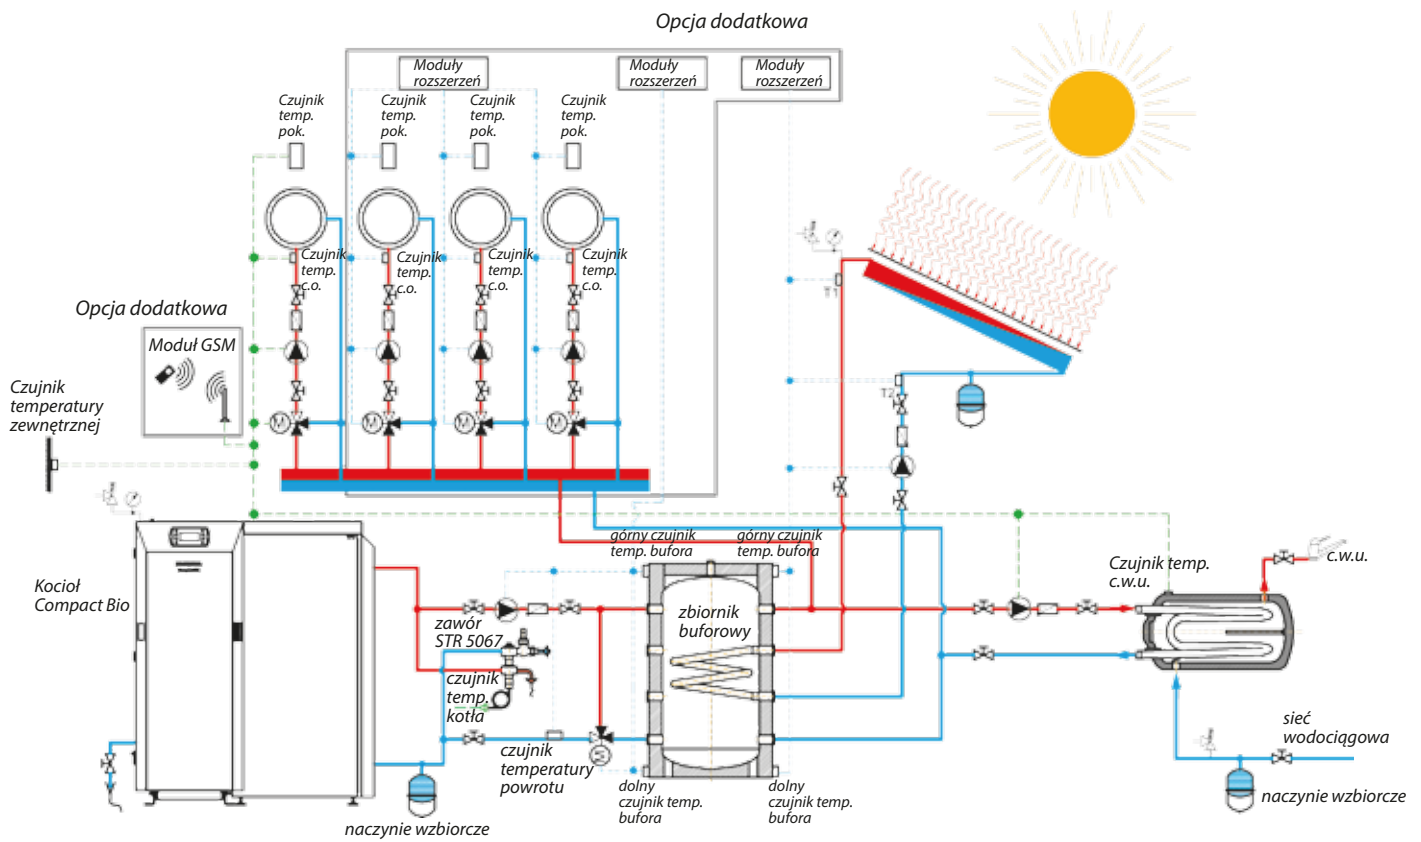 Opcja dodatkowa
Moduły
rozszerzeń
Moduły
rozszerzeń
Moduły
rozszerzeń
Czujnik
temp.
pok.
Czujnik
temp.
pok.
Czujnik
temp.
pok.
Czujnik
temp.
pok.
Czujnik
temp.
c.o.
Czujnik
temp.
c.o.
Czujnik
temp.
c.o.
Czujnik
temp.
c.o.
T1
T2
Opcja dodatkowa
Moduł GSM
Czujnik
temperatury
zewnętrznej
M
M
M
M
górny czujnik
temp. bufora
górny czujnik
temp. bufora
Czujnik temp.
c.w.u.
c.w.u.
Kocioł
Compact Bio
zawór
STR 5067
zbiornik
buforowy
czujnik
temp.
kotła
M
czujnik
temperatury
powrotu
sieć
wodociągowa
dolny
czujnik temp.
bufora
dolny
czujnik temp.
bufora
naczynie wzbiorcze
naczynie wzbiorcze